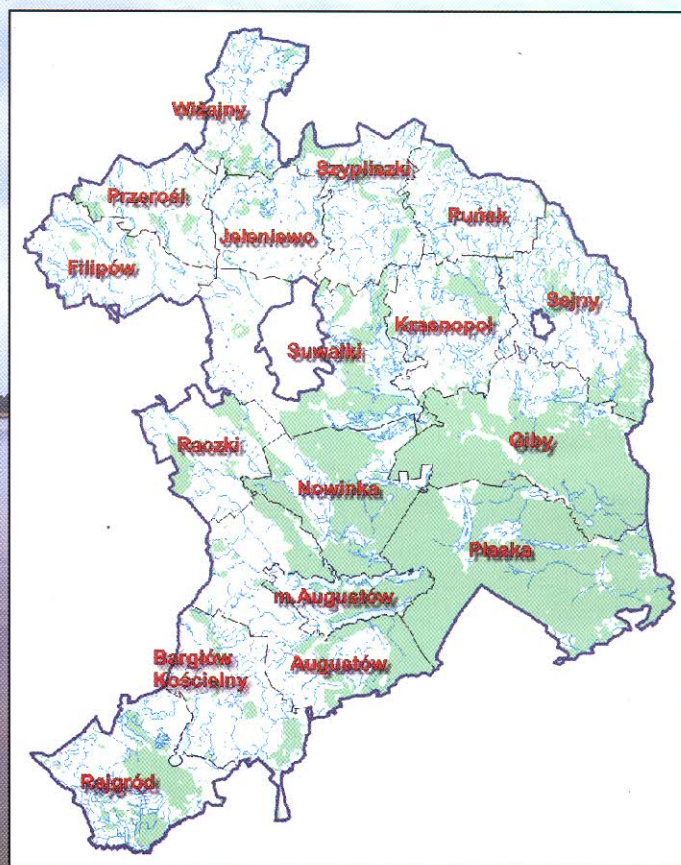 Wiżajny
Szypliszki
Przerośl
Puńsk
Jeleniewo
Filipów
Sejny
Krasnopol
Suwałki
Raczki
Giby
Nowinka
Płaska
m.Augustów
Bargłów
Kościelny
Augustów
Rajgród